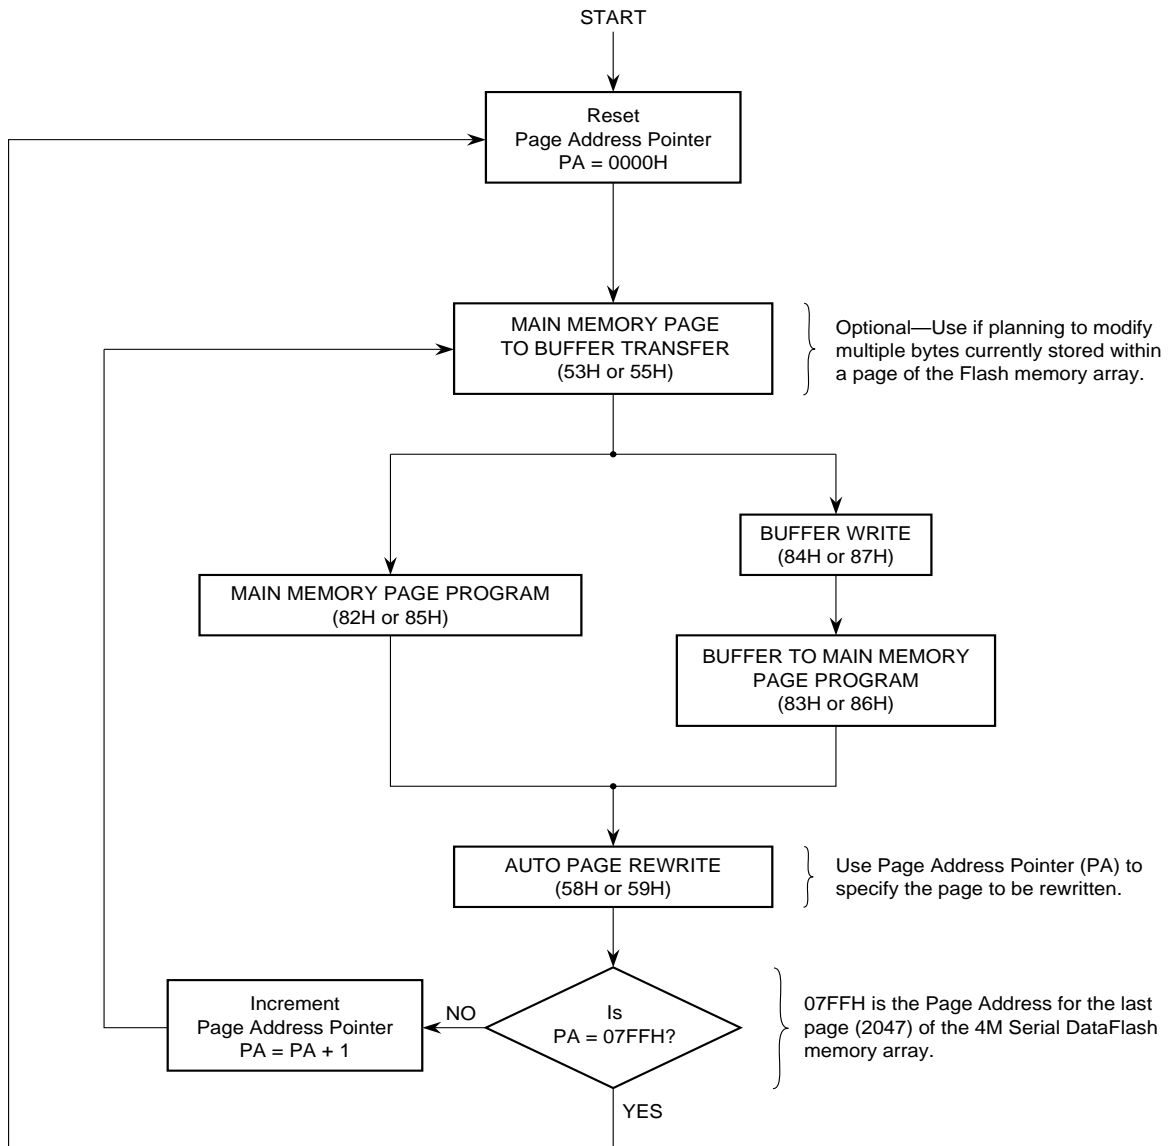 START
Reset
Page Address Pointer
PA = 0000H
MAIN MEMORY PAGE
TO BUFFER TRANSFER
(53H or 55H)
Optional—Use if planning to modify
multiple bytes currently stored within
a page of the Flash memory array.
BUFFER WRITE
(84H or 87H)
MAIN MEMORY PAGE PROGRAM
(82H or 85H)
BUFFER TO MAIN MEMORY
PAGE PROGRAM
(83H or 86H)
AUTO PAGE REWRITE
(58H or 59H)
Use Page Address Pointer (PA) to
specify the page to be rewritten.
Increment
Page Address Pointer
PA = PA + 1
NO
Is
PA = 07FFH?
07FFH is the Page Address for the last
page (2047) of the 4M Serial DataFlash
memory array.
YES